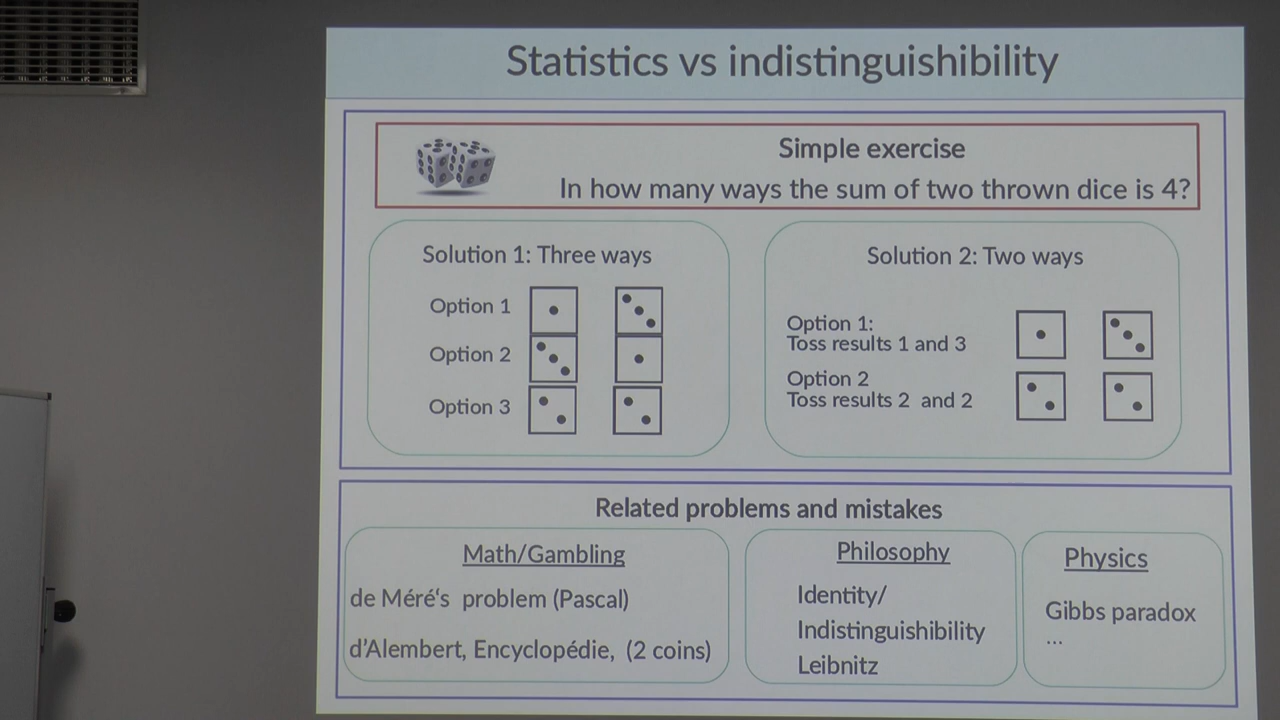 Statistics vs indistinguishibility
Simple exercise
In how many ways the sum of two thrown dice is 4?
Solution 1: Three ways
Option 1
Option 2
Option 3
Solution 2: Two ways
Option 1:
Toss results 1 and 3
Option 2
Toss results 2 and 2
Related problems and mistakes
Math/Gambling
de Méré‘s problem (Pascal)
d’Alembert, Encyclopédie, (2 coins)
Philosophy
Identity/
Indistinguishibility
Leibnitz
Physics
Gibbs paradox
...